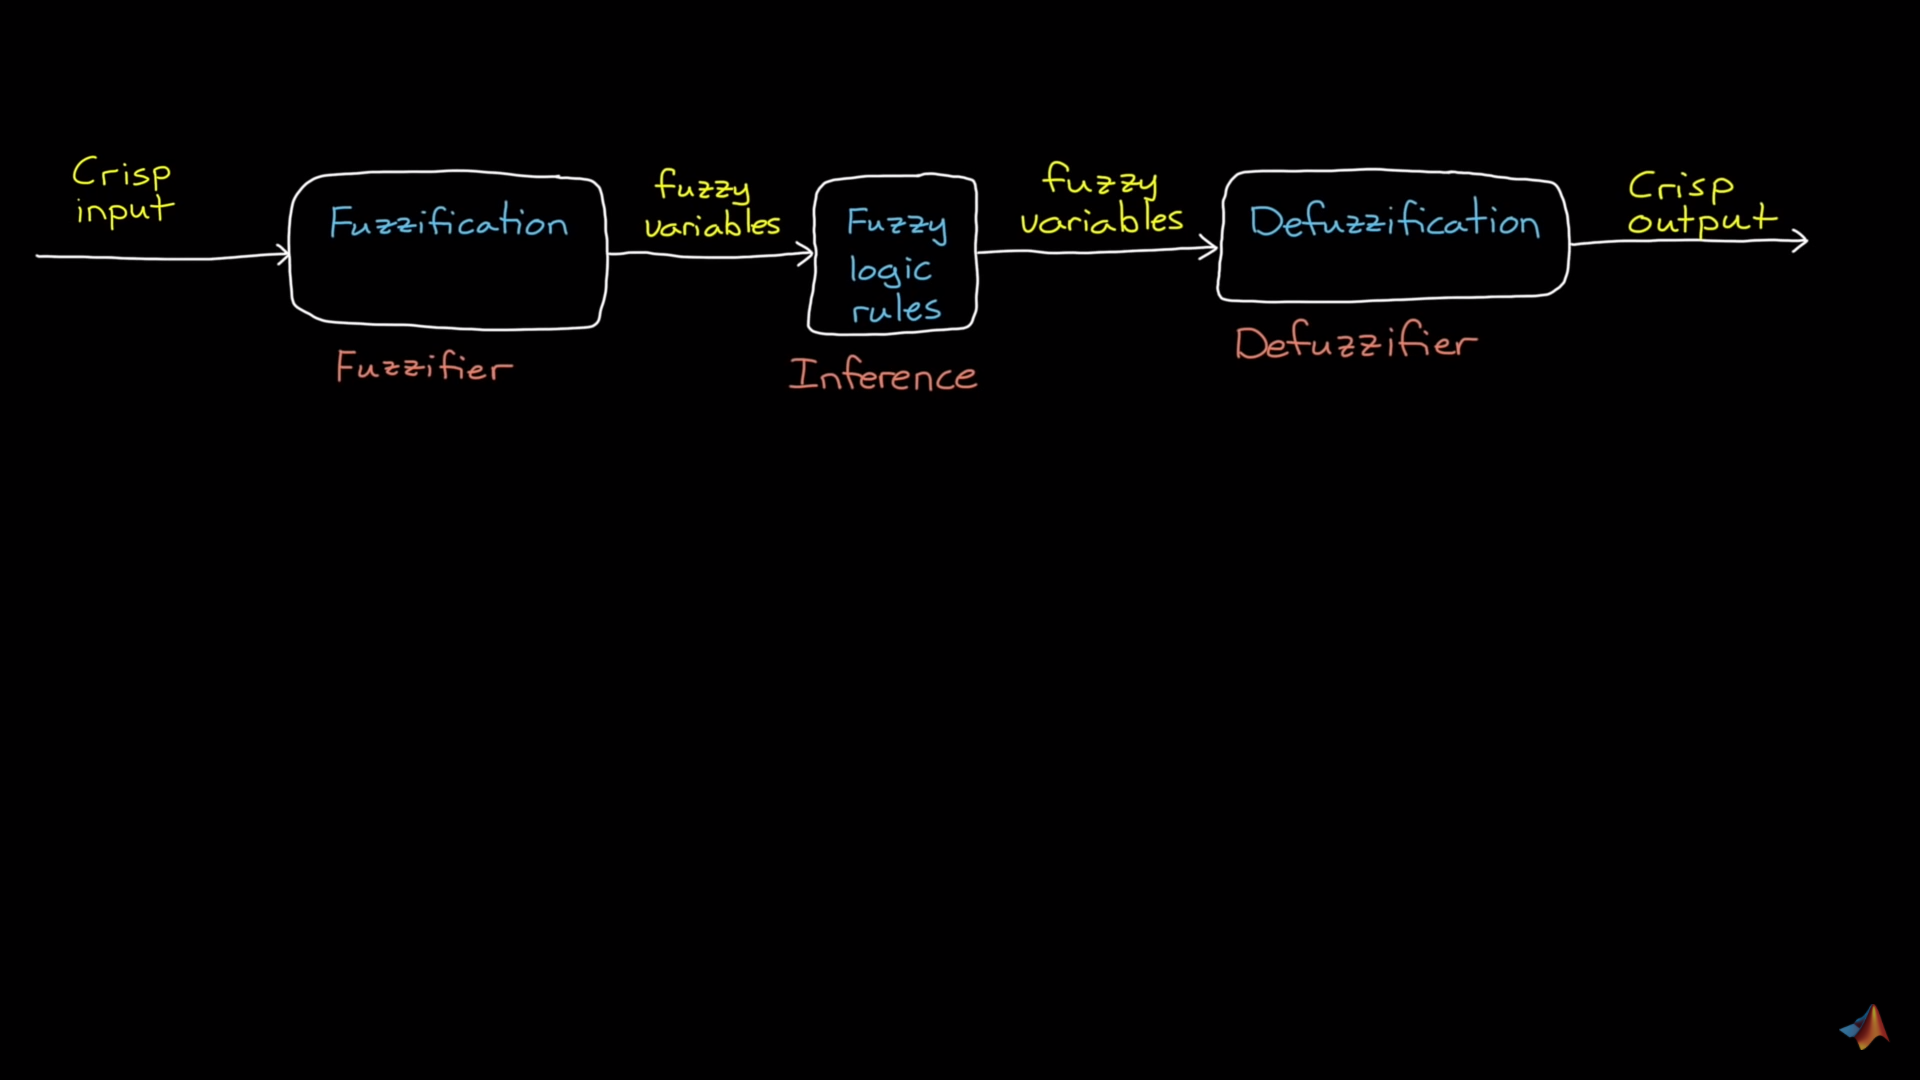 Crisp
input
Fuzzification
Fuzzifier
fuzzy
variables
Fuzzy
logic
rules
Inference
fuzzy
variables
Defuzzification
Defuzzifier
Crisp
output